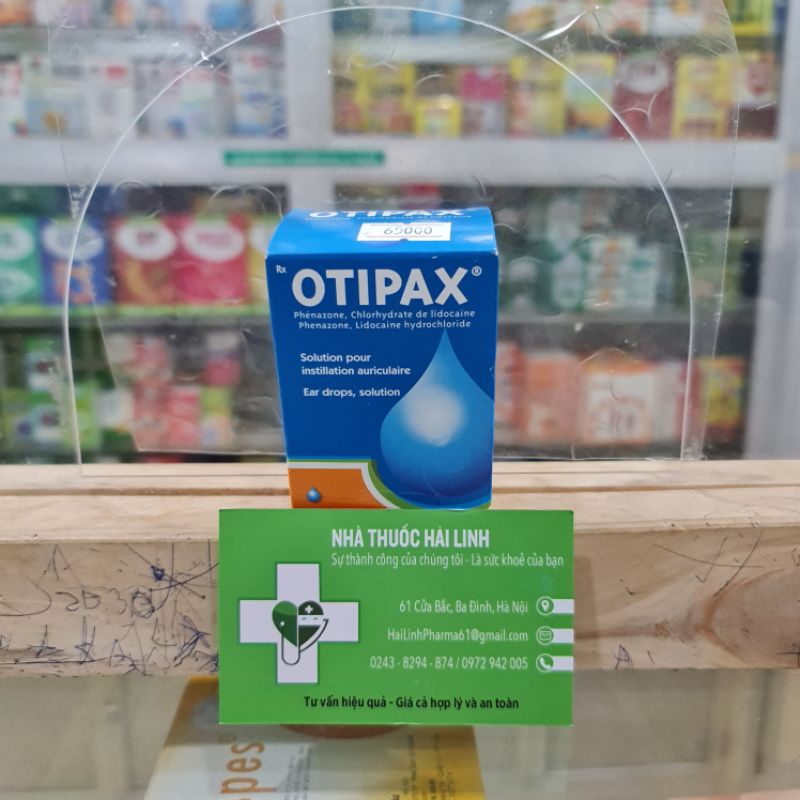 Chlorhydrate de lidocaïne
65000
Rx
OTIPAX®
Phénazone, Chlorhydrate de lidocaïne
Phenazone, Lidocaine hydrochloride
Solution pour
instillation auriculaire
Ear drops, solution
NHÀ THUỐC HẢI LINH
Sự thành công của chúng tôi - Là sức khoẻ của bạn
61 Cửa Bắc, Ba Đình, Hà Nội
HaiLinhPharma61@gmail.com
0243 - 8294 - 874 / 0972 942 005
Tư vấn hiệu quả - Giá cả hợp lý và an toàn
pes®